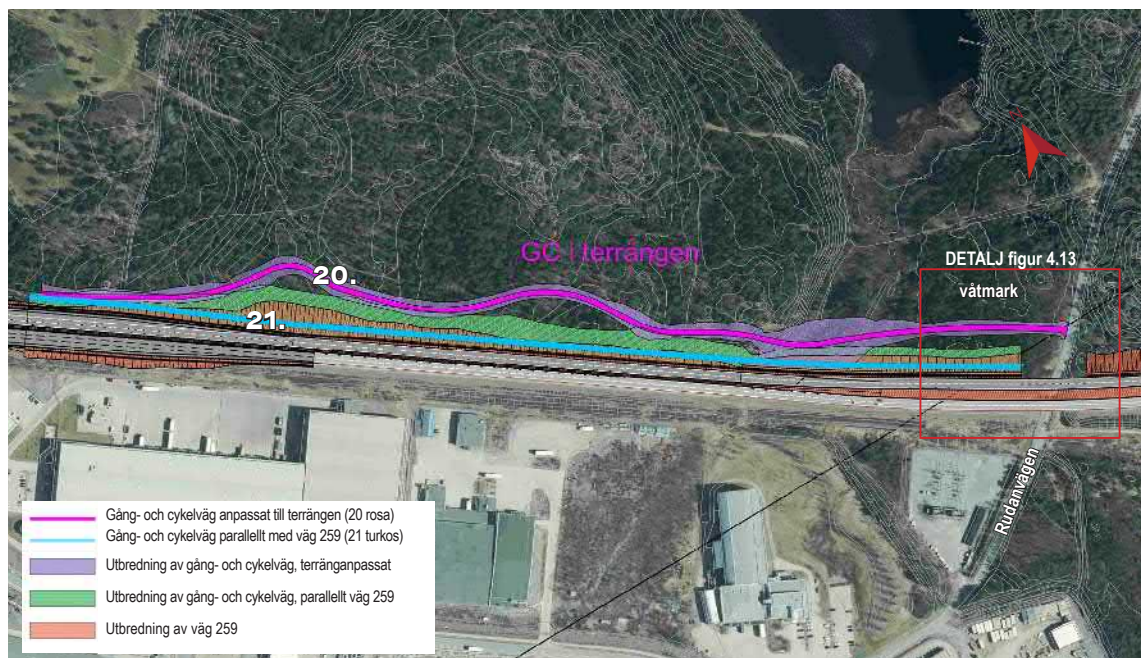 DETALJ figur 4.13
våtmark
GC i terrängen
20.
21.
Rudanvägen
Gång- och cykelväg anpassat till terrängen (20 rosa)
Gång- och cykelväg parallellt med väg 259 (21 turkos)
Utbredning av gång- och cykelväg, terränganpassat
Utbredning av gång- och cykelväg, parallellt väg 259
Utbredning av väg 259